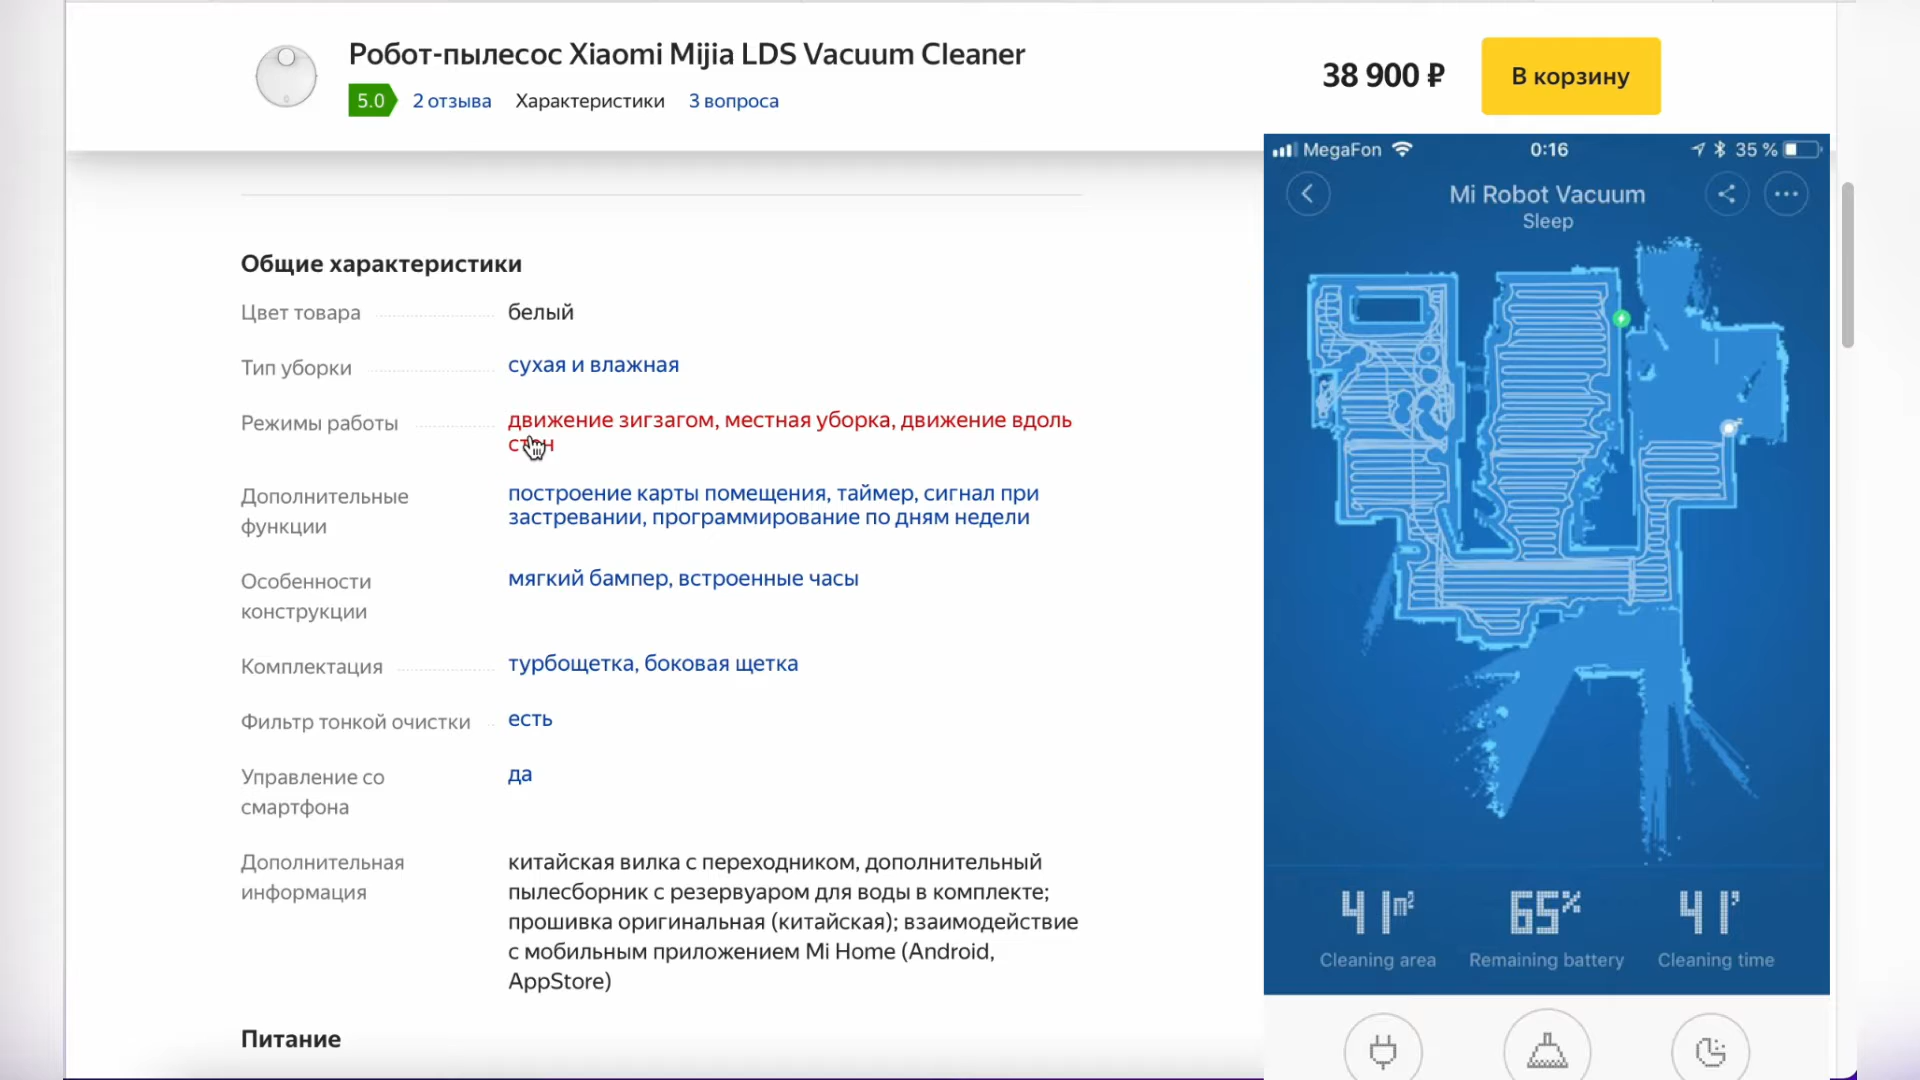 Робот-пылесос Xiaomi Mijia LDS Vacuum Cleaner
5.0 2 отзыва Характеристики 3 вопроса
38 900 ₽
В корзину
Общие характеристики
Цвет товара
белый
Тип уборки
сухая и влажная
Режимы работы
движение зигзагом, местная уборка, движение вдоль
Дополнительные
функции
построение карты помещения, таймер, сигнал при
застревании, программирование по дням недели
Особенности
конструкции
мягкий бампер, встроенные часы
Комплектация
турбощетка, боковая щетка
Фильтр тонкой очистки
есть
Управление со
смартфона
да
Дополнительная
информация
китайская вилка с переходником, дополнительный
пылесборник с резервуаром для воды в комплекте;
прошивка оригинальная (китайская); взаимодействие
с мобильным приложением Mi Home (Android,
AppStore)
Питание
MegaFon 0:16 35 %
Mi Robot Vacuum
Sleep
41m² 65% 41'
Cleaning area Remaining battery Cleaning time